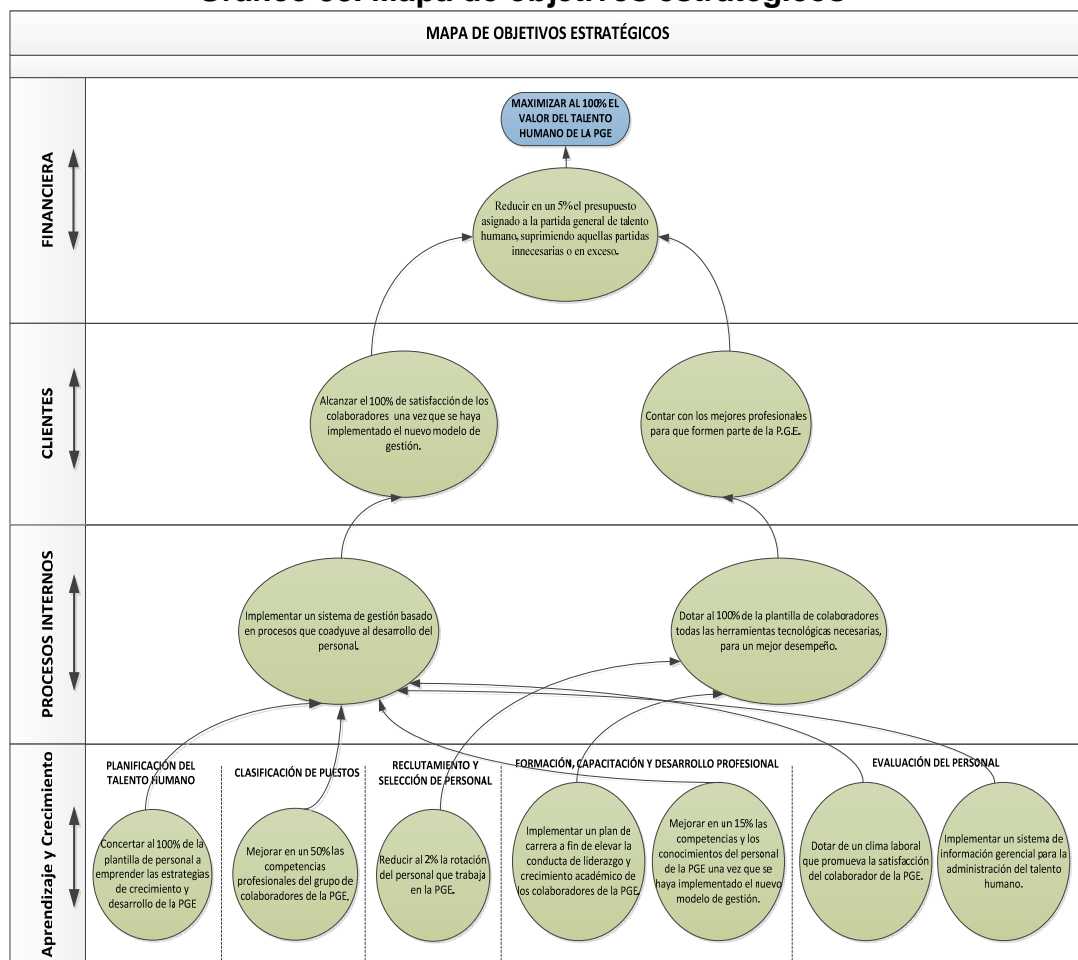 MAPA DE OBJETIVOS ESTRATÉGICOS
FINANCIERA
MAXIMIZAR AL 100% EL
VALOR DEL TALENTO
HUMANO DE LA PGE
Reducir en un 5% el presupuesto
asignado a la partida general de talento
humano, suprimiendo aquellas partidas
innecesarias o en exceso.
CLIENTES
Alcanzar el 100% de satisfacción de los
colaboradores una vez que se haya
implementado el nuevo modelo de
gestión.
Contar con los mejores profesionales
para que formen parte de la P.G.E.
PROCESOS INTERNOS
Implementar un sistema de gestión basado
en procesos que coadyuve al desarrollo del
personal.
Dotar al 100% de la plantilla de colaboradores
todas las herramientas tecnológicas necesarias,
para un mejor desempeño.
Aprendizaje y Crecimiento
PLANIFICACIÓN DEL
TALENTO HUMANO
Concertar al 100% de la
plantilla de personal a
emprender las estrategias
de crecimiento y
desarrollo de la PGE
CLASIFICACIÓN DE PUESTOS
Mejorar en un 50% las
competencias
profesionales del grupo de
colaboradores de la PGE.
RECLUTAMIENTO Y
SELECCIÓN DE PERSONAL
Reducir al 2% la rotación
del personal que trabaja
en la PGE.
FORMACIÓN, CAPACITACIÓN Y DESARROLLO PROFESIONAL
Implementar un plan de
carrera a fin de elevar la
conducta de liderazgo y
crecimiento académico de
los colaboradores de la PGE.
Mejorar en un 15% las
competencias y los
conocimientos del personal
de la PGE una vez que se
haya implementado el nuevo
modelo de gestión.
EVALUACIÓN DEL PERSONAL
Dotar de un clima laboral
que promueva la satisfacción
del colaborador de la PGE.
Implementar un sistema de
información gerencial para la
administración del talento
humano.